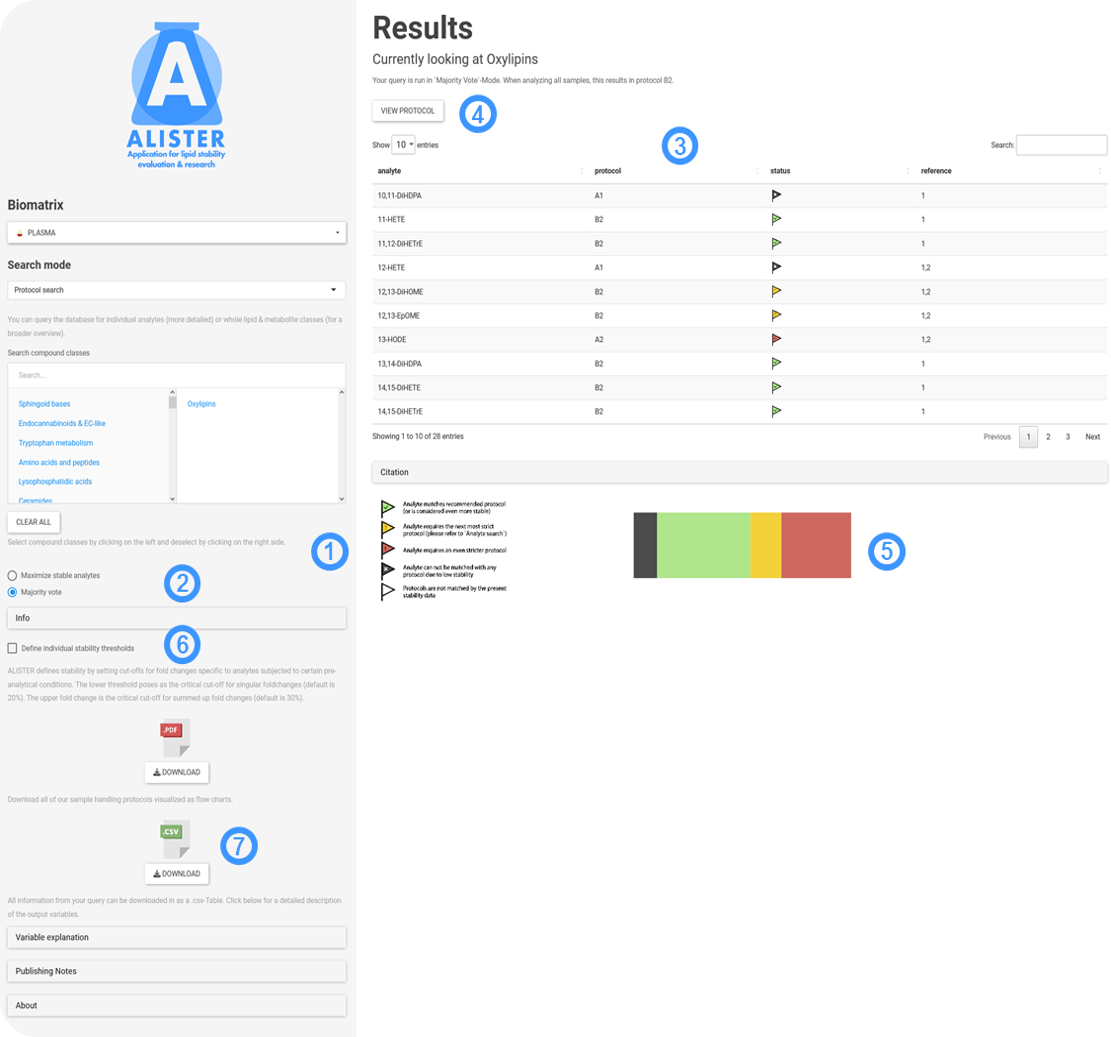 A
ALISTER
Application for lipid stability
evaluation & research
Biomatrix
PLASMA
Search mode
Protocol search
You can query the database for individual analytes (more detailed) or whole lipid & metabolite classes (for a
broader overview).
Search compound classes
Search...
Sphingoid bases
Oxylipins
Endocannabinoids & EC-like
Tryptophan metabolism
Amino acids and peptides
Lysophosphatidic acids
Ceramides
CLEAR ALL
Select compound classes by clicking on the left and deselect by clicking on the right side.
1
Maximize stable analytes
Majority vote
2
Info
Define individual stability thresholds
6
ALISTER defines stability by setting cut-offs for fold changes specific to analytes subjected to certain pre-
analytical conditions. The lower threshold poses as the critical cut-off for singular foldchanges (default is
20%). The upper fold change is the critical cut-off for summed up fold changes (default is 30%).
.PDF
DOWNLOAD
Download all of our sample handling protocols visualized as flow charts.
.CSV
DOWNLOAD
7
All information from your query can be downloaded in as a .csv-Table. Click below for a detailed description
of the output variables.
Variable explanation
Publishing Notes
About
Results
Currently looking at Oxylipins
Your query is run in `Majority Vote`-Mode. When analyzing all samples, this results in protocol B2.
VIEW PROTOCOL
4
Show 10 entries
3
Search:
analyte protocol status reference
10,11-DiHDPA A1 1
11-HETE B2 1
11,12-DiHETrE B2 1
12-HETE A1 1,2
12,13-DiHOME B2 1,2
12,13-EpOME B2 1,2
13-HODE A2 1,2
13,14-DiHDPA B2 1
14,15-DiHETE B2 1
14,15-DiHETrE B2 1
Showing 1 to 10 of 28 entries
Previous 1 2 3 Next
Citation
Analyte matches recommended protocol
(or is considered even more stable)
Analyte requires the next most strict
protocol (please refer to `Analyte search`)
Analyte requires an even stricter protocol
Analyte can not be matched with any
protocol due to low stability
Protocols are not matched by the present
stability data
5